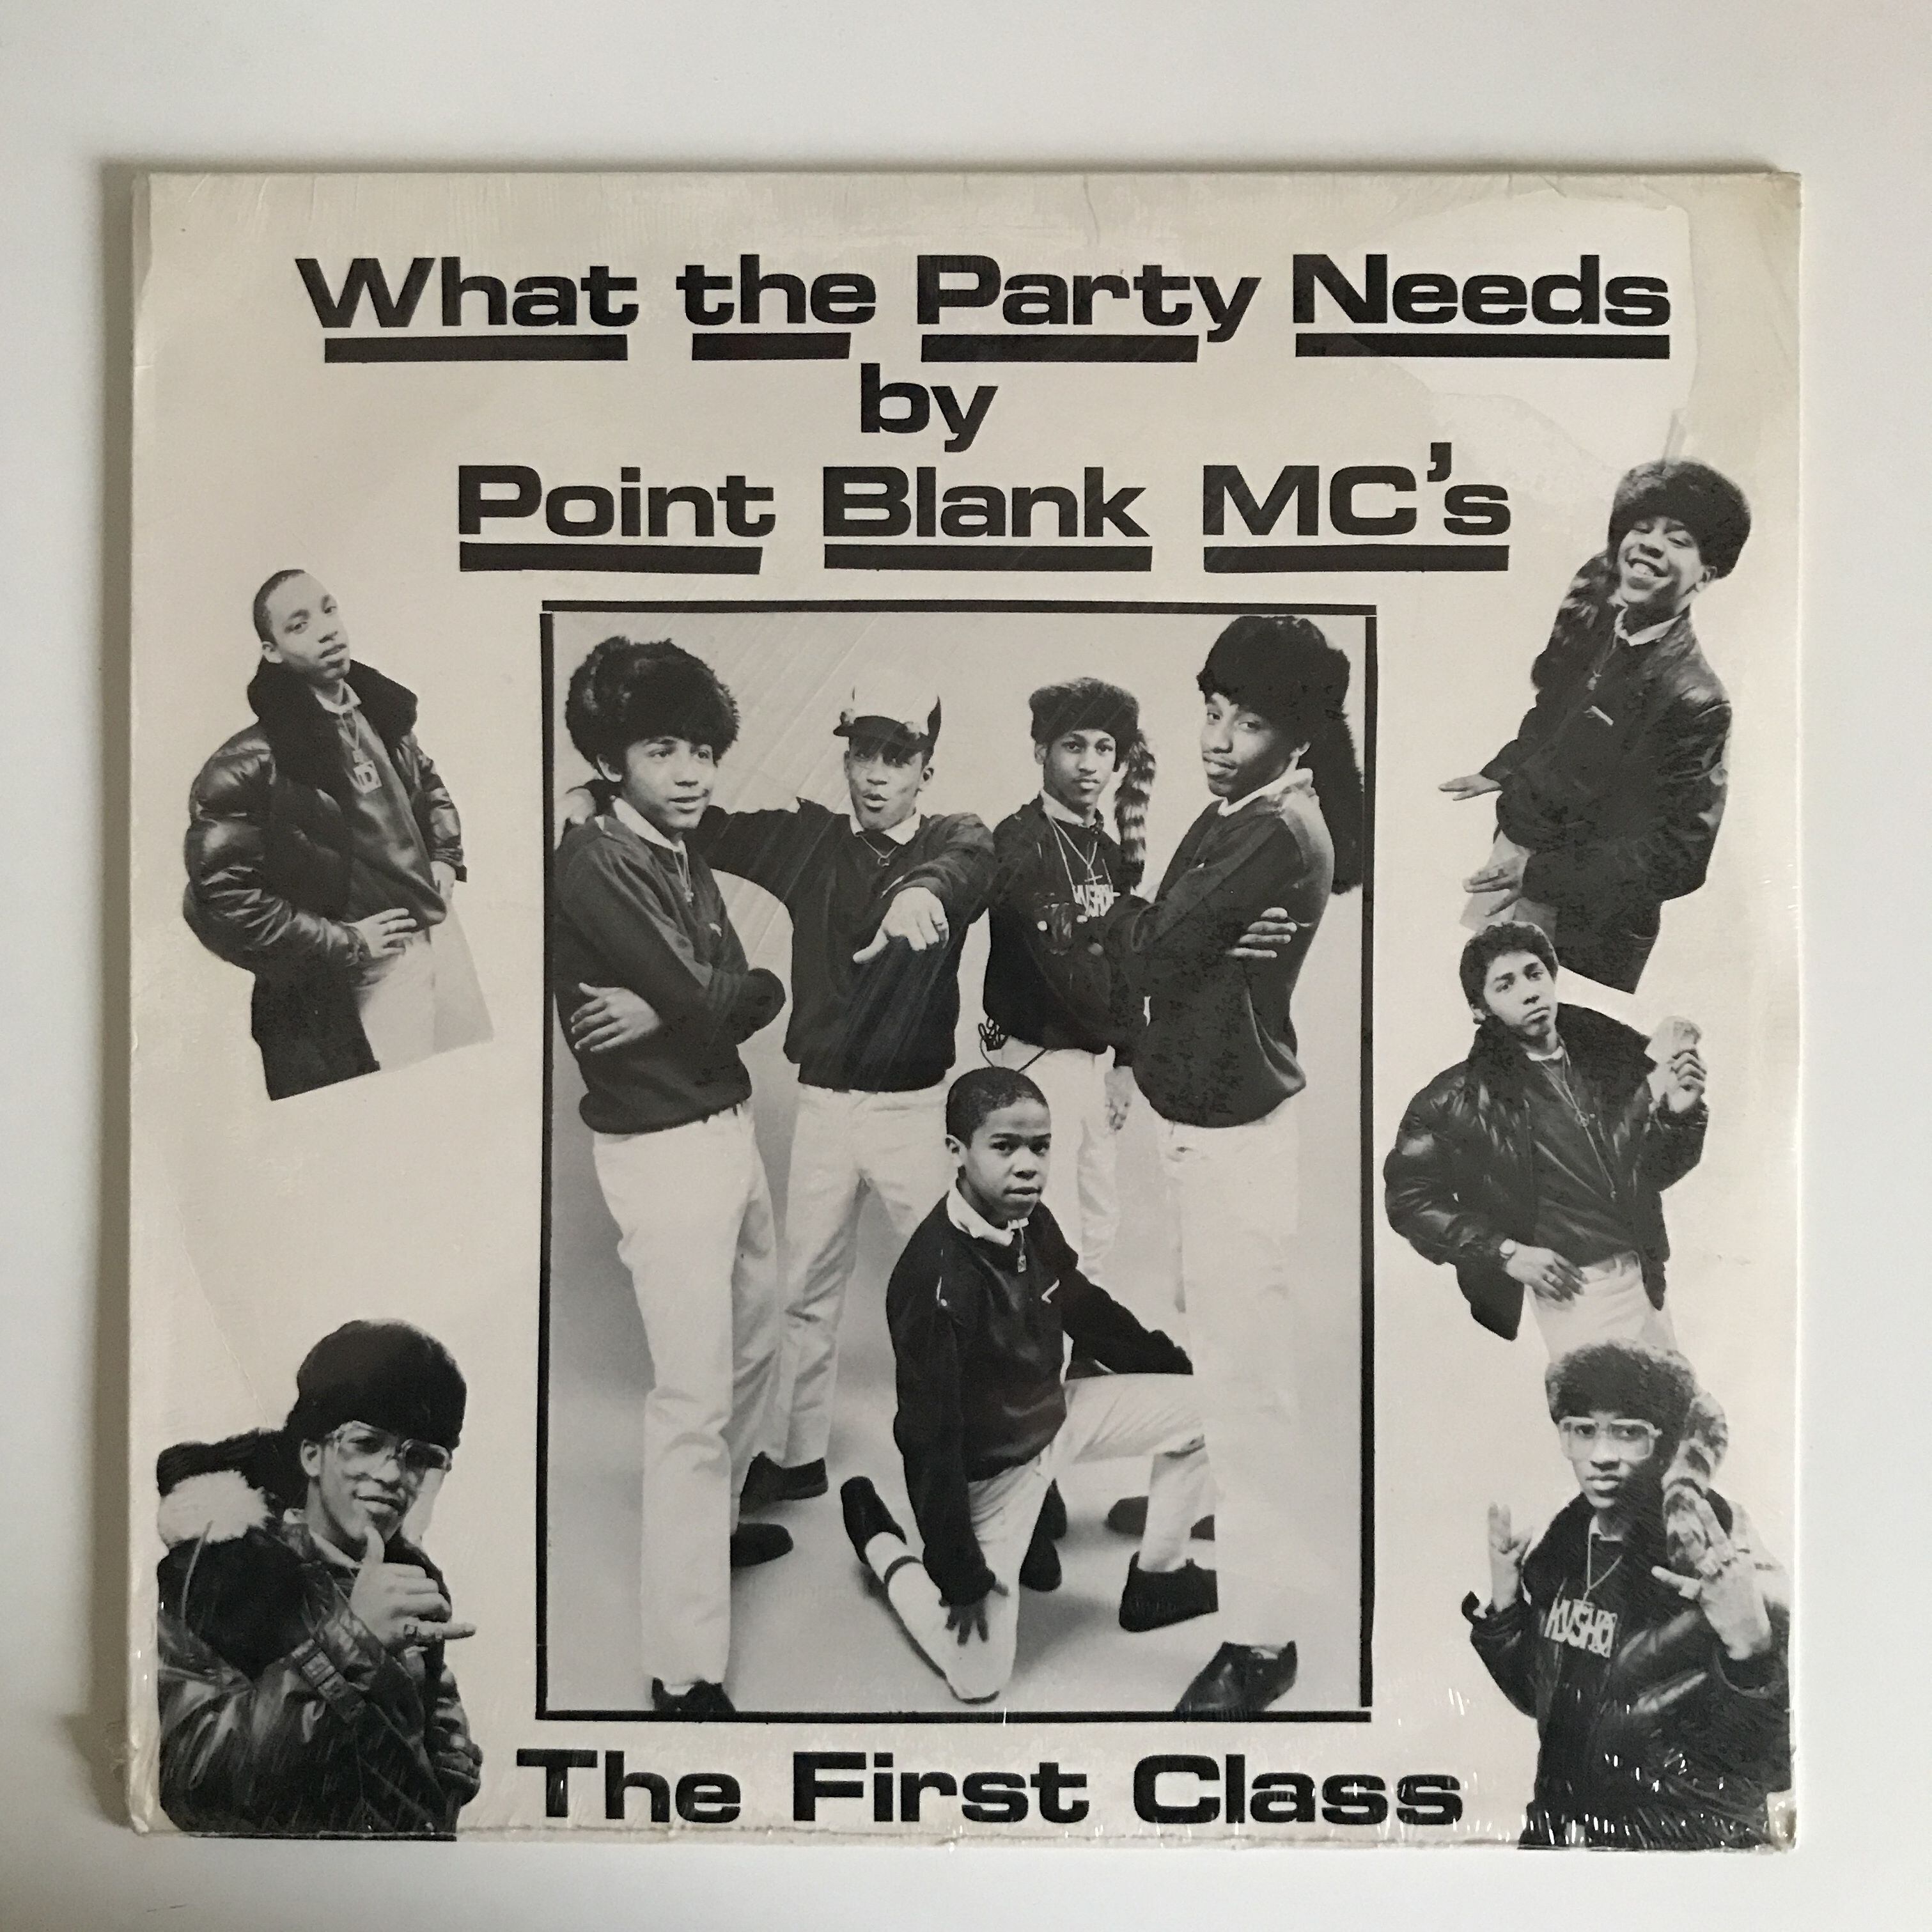 What the Party Needs
by
Point Blank MC's
The First Class